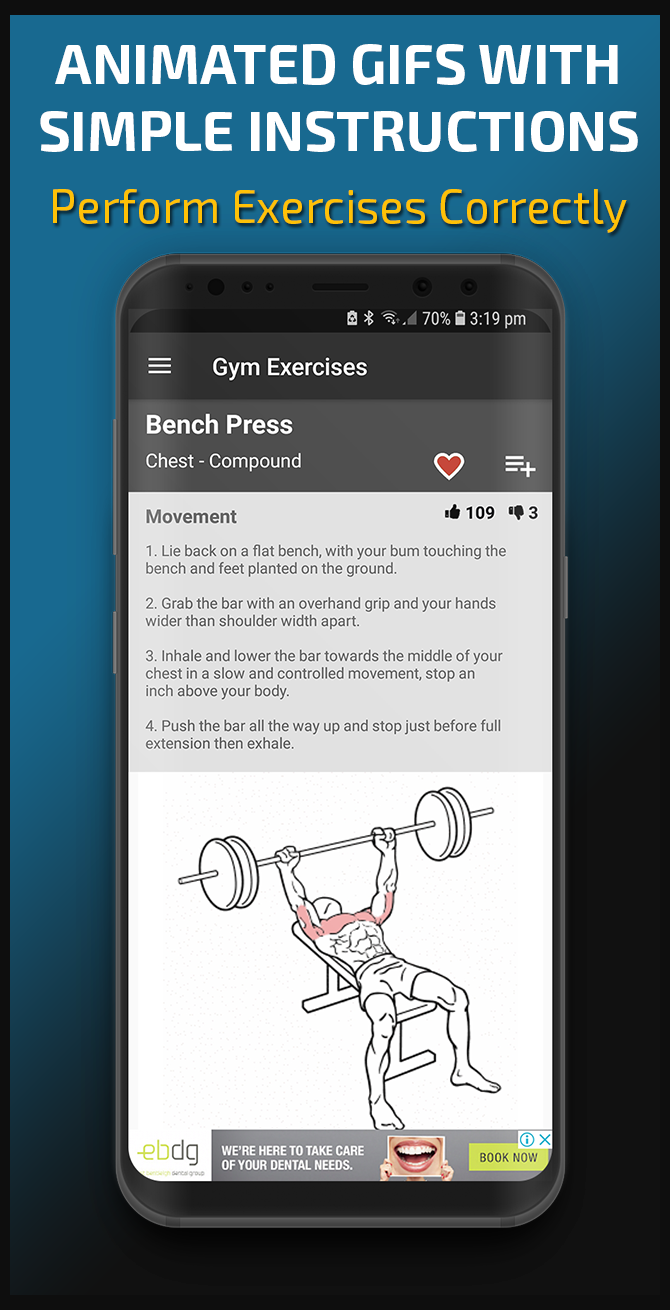 ANIMATED GIFS WITH
SIMPLE INSTRUCTIONS
Perform Exercises Correctly
70% 3:19 pm
Gym Exercises
Bench Press
Chest - Compound
Movement 109 3
1. Lie back on a flat bench, with your bum touching the
bench and feet planted on the ground.
2. Grab the bar with an overhand grip and your hands
wider than shoulder width apart.
3. Inhale and lower the bar towards the middle of your
chest in a slow and controlled movement, stop an
inch above your body.
4. Push the bar all the way up and stop just before full
extension then exhale.
ebdg
dental group
WE'RE HERE TO TAKE CARE
OF YOUR DENTAL NEEDS.
BOOK NOW